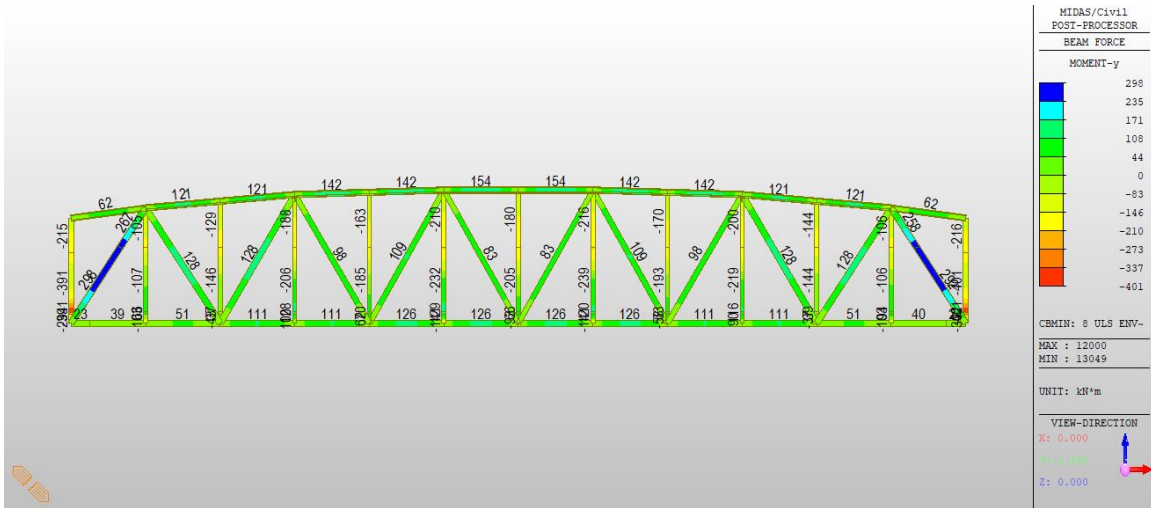 MIDAS/Civil
POST-PROCESSOR
BEAM FORCE
MOMENT-y
298
235
171
108
44
0
-83
-146
-210
-273
-337
-401
CBMIN: 8 ULS ENV~
MAX : 12000
MIN : 13049
UNIT: kN*m
VIEW-DIRECTION
X: 0.000
Z: 0.000
62 121 121 142 142 154 154 142 142 121 121 62
-215 267 -129 -188 -163 -210 -180 -216 -170 -200 -144 -106 258 -216
298 128 128 98 109 83 83 109 98 128 128
-391 -107 -146 -206 -185 -232 -205 -239 -193 -219 -144 -106 -401
23 39 51 111 111 126 126 126 126 111 111 51 40